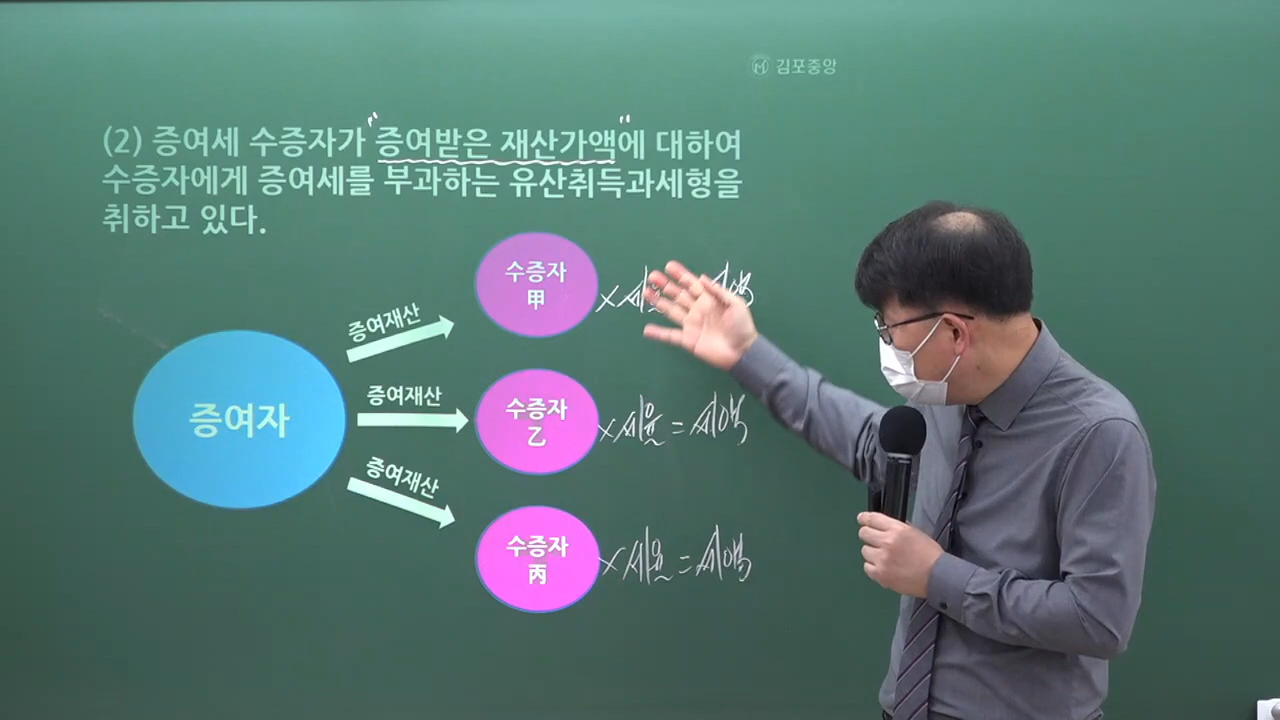 김포중앙
(2) 증여세 수증자가 "증여받은 재산가액"에 대하여
수증자에게 증여세를 부과하는 유산취득과세형을
취하고 있다.
증여자
증여재산
수증자
甲
증여재산
수증자
乙
× 세율 = 세액
증여재산
수증자
丙
× 세율 = 세액